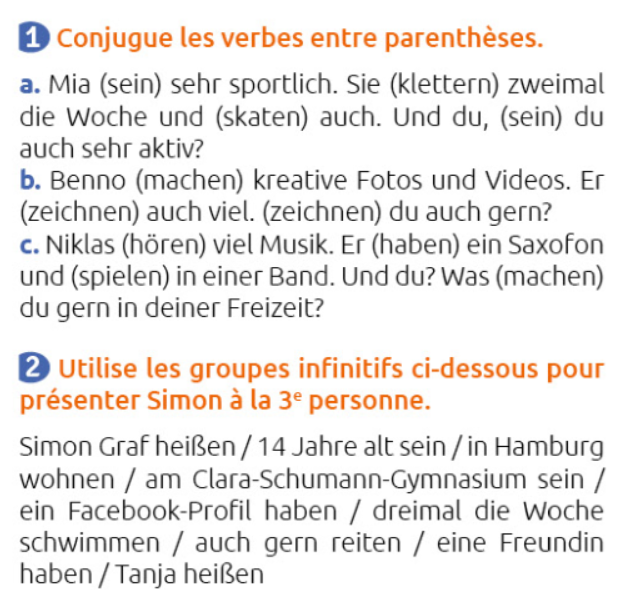 1 Conjugue les verbes entre parenthèses.
a. Mia (sein) sehr sportlich. Sie (klettern) zweimal
die Woche und (skaten) auch. Und du, (sein) du
auch sehr aktiv?
b. Benno (machen) kreative Fotos und Videos. Er
(zeichnen) auch viel. (zeichnen) du auch gern?
c. Niklas (hören) viel Musik. Er (haben) ein Saxofon
und (spielen) in einer Band. Und du? Was (machen)
du gern in deiner Freizeit?
2 Utilise les groupes infinitifs ci-dessous pour
présenter Simon à la 3e personne.
Simon Graf heißen / 14 Jahre alt sein / in Hamburg
wohnen / am Clara-Schumann-Gymnasium sein /
ein Facebook-Profil haben / dreimal die Woche
schwimmen / auch gern reiten / eine Freundin
haben / Tanja heißen